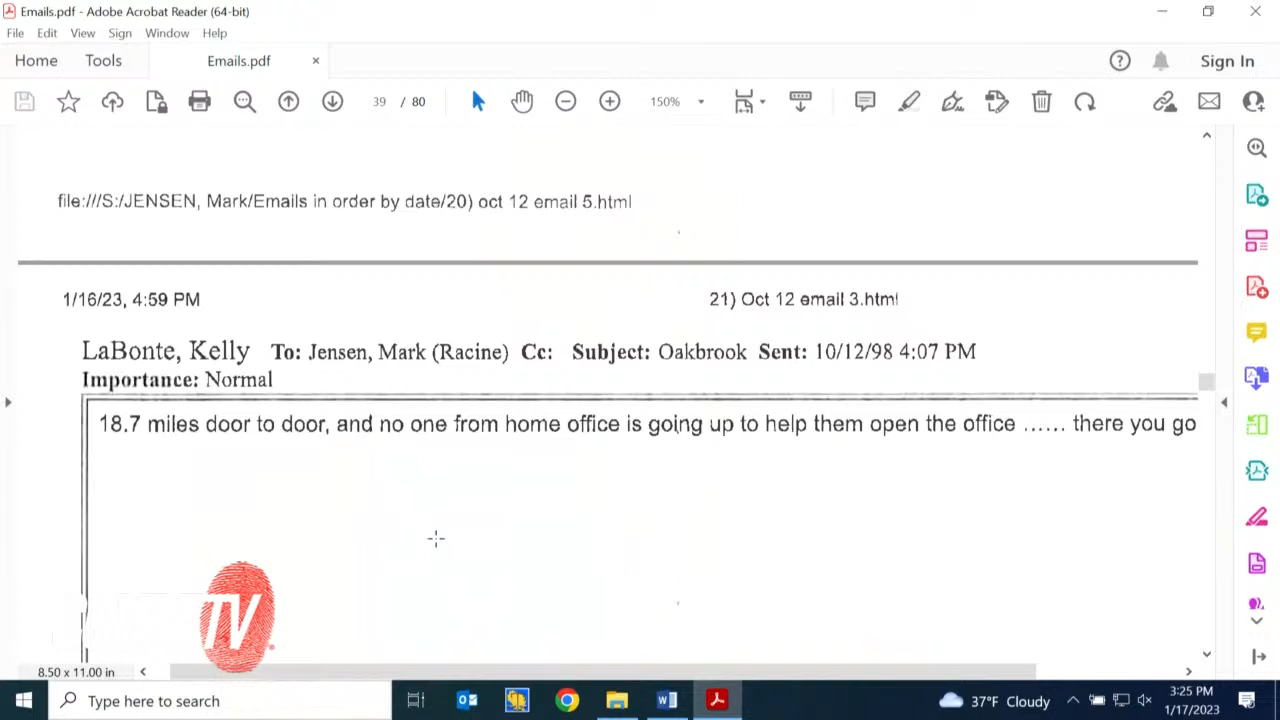 Emails.pdf - Adobe Acrobat Reader (64-bit)
File Edit View Sign Window Help
Home Tools Emails.pdf × Sign In
39 / 80 150%
file:///S:/JENSEN, Mark/Emails in order by date/20) oct 12 email 5.html
1/16/23, 4:59 PM 21) Oct 12 email 3.html
LaBonte, Kelly To: Jensen, Mark (Racine) Cc: Subject: Oakbrook Sent: 10/12/98 4:07 PM
Importance: Normal
18.7 miles door to door, and no one from home office is going up to help them open the office ...... there you go
TV
8.50 x 11.00 in
Type here to search
37°F Cloudy
3:25 PM
1/17/2023